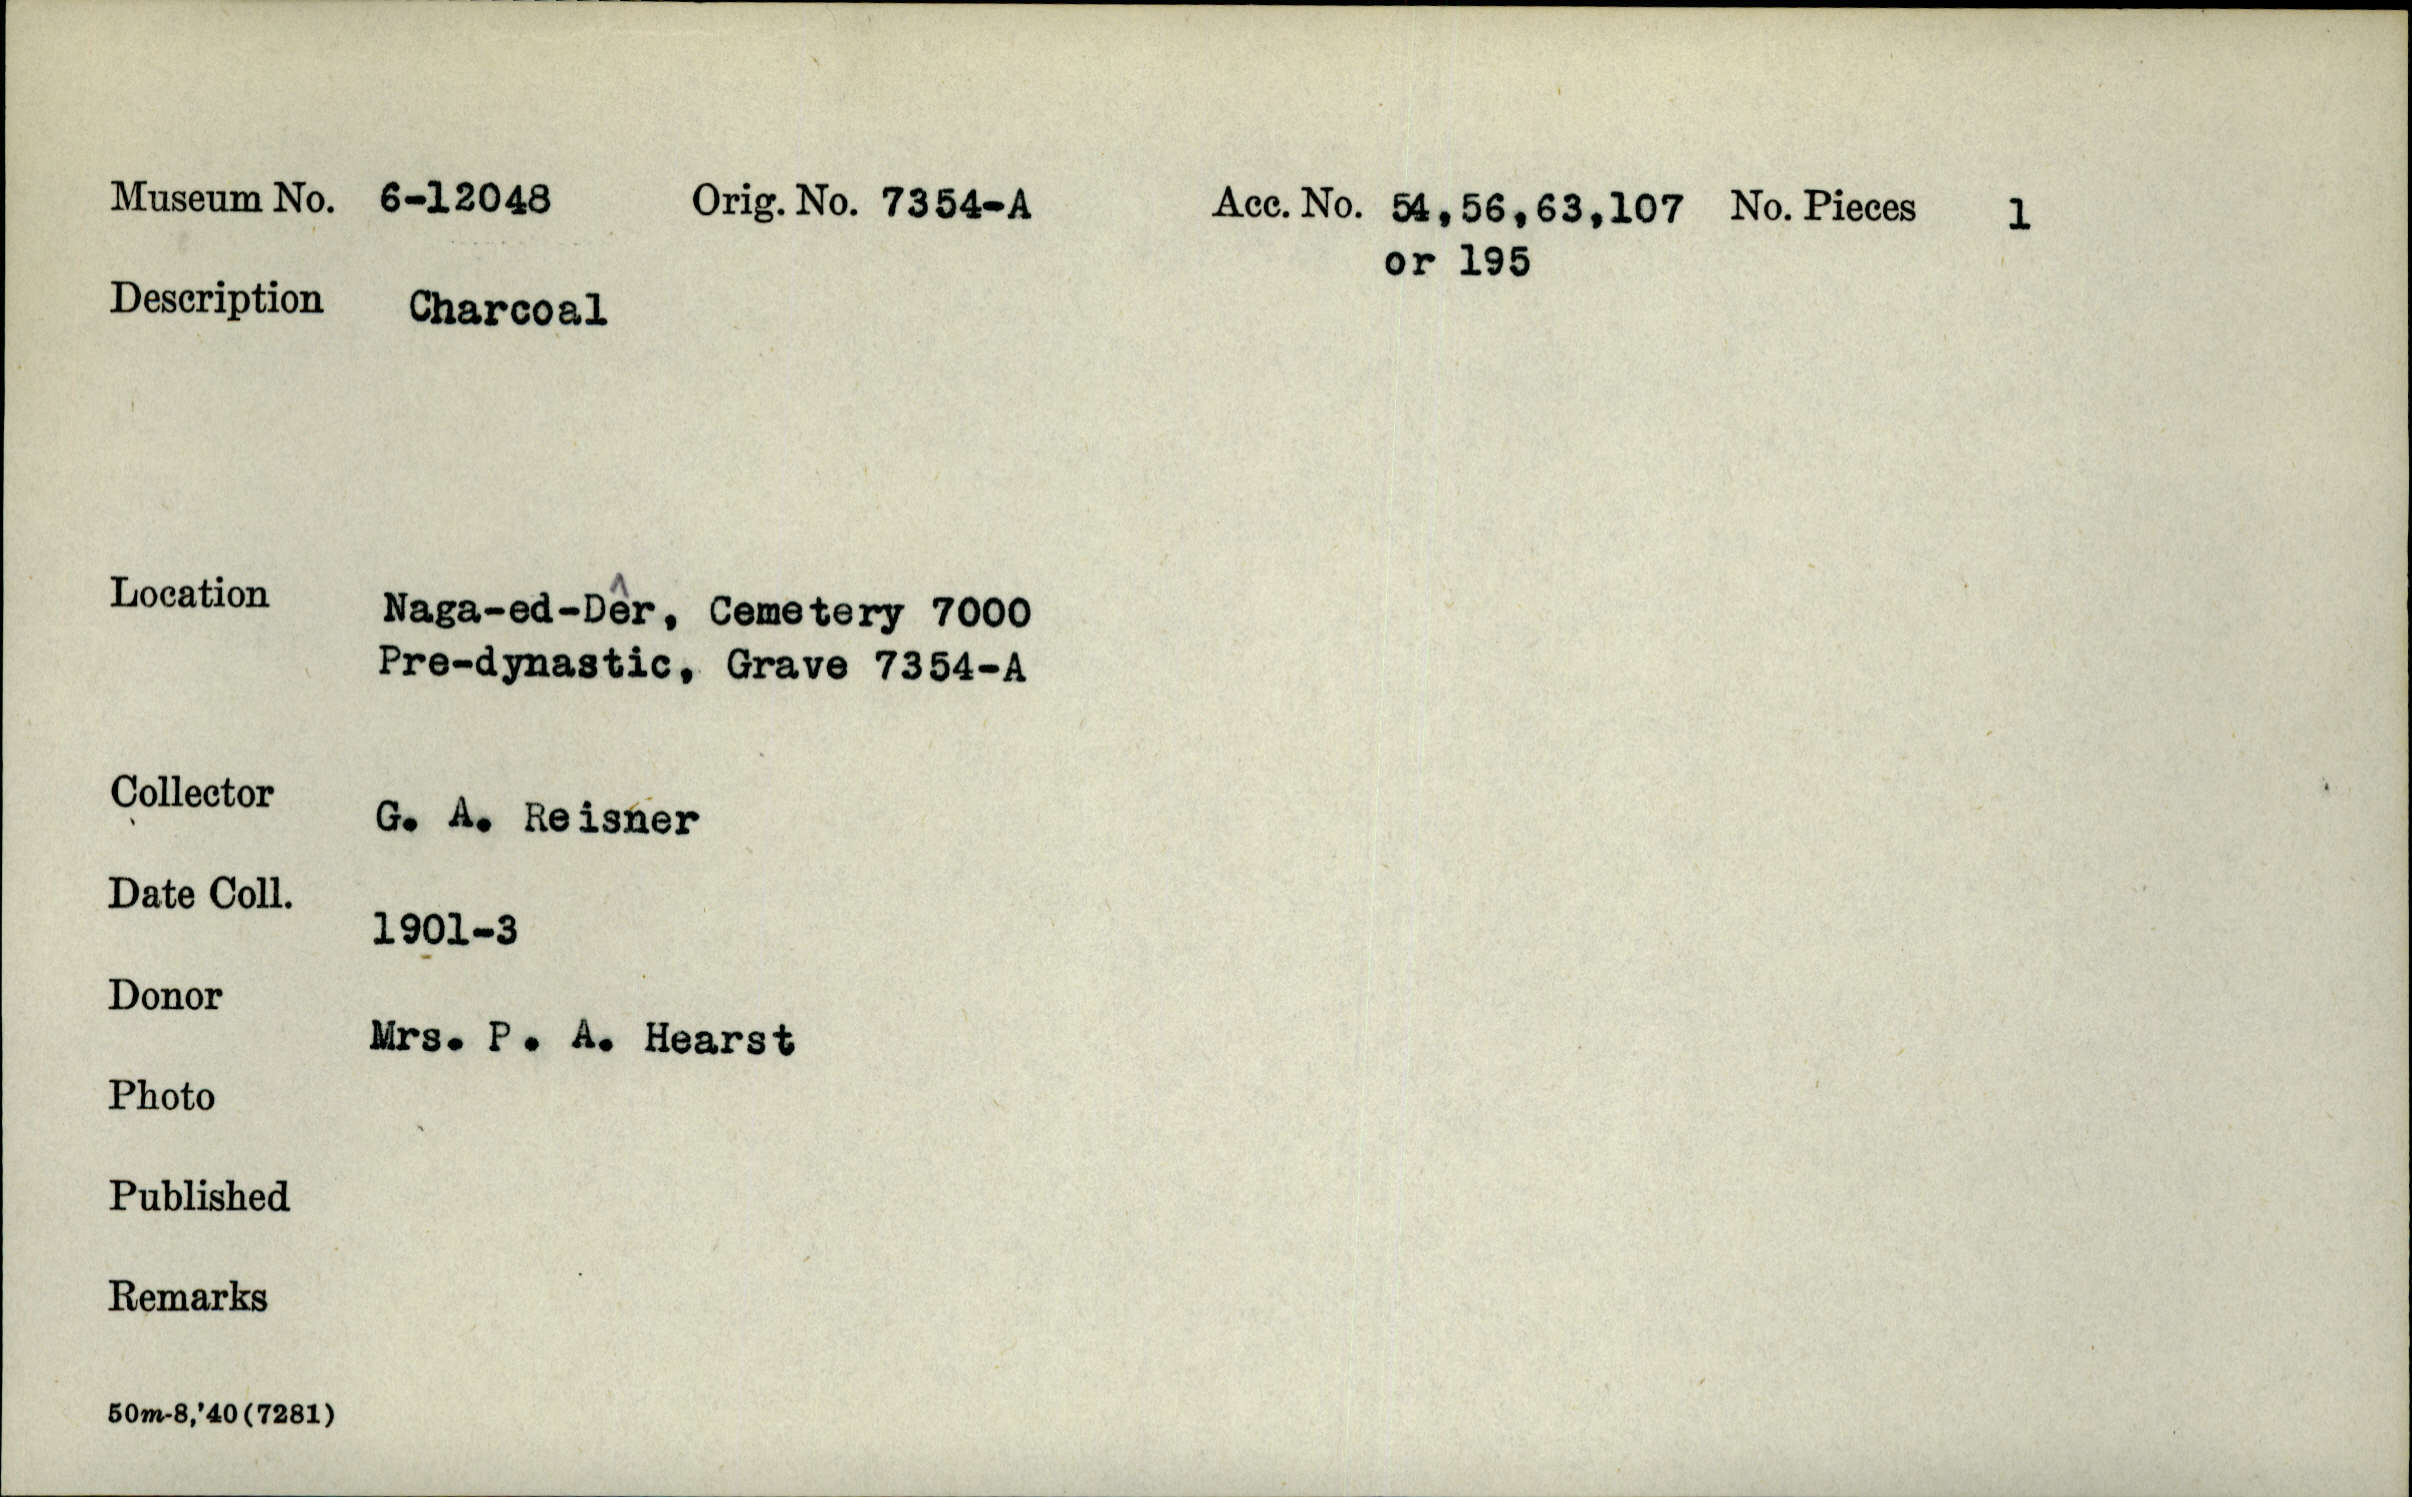 Museum No. 6-12048 Orig. No. 7354-A Acc. No. 54,56,63,107 No. Pieces 1
or 195
Description Charcoal
Location Naga-ed-Dêr, Cemetery 7000
Pre-dynastic, Grave 7354-A
Collector G. A. Reisner
Date Coll. 1901-3
Donor Mrs. P. A. Hearst
Photo
Published
Remarks
50m-8,'40(7281)